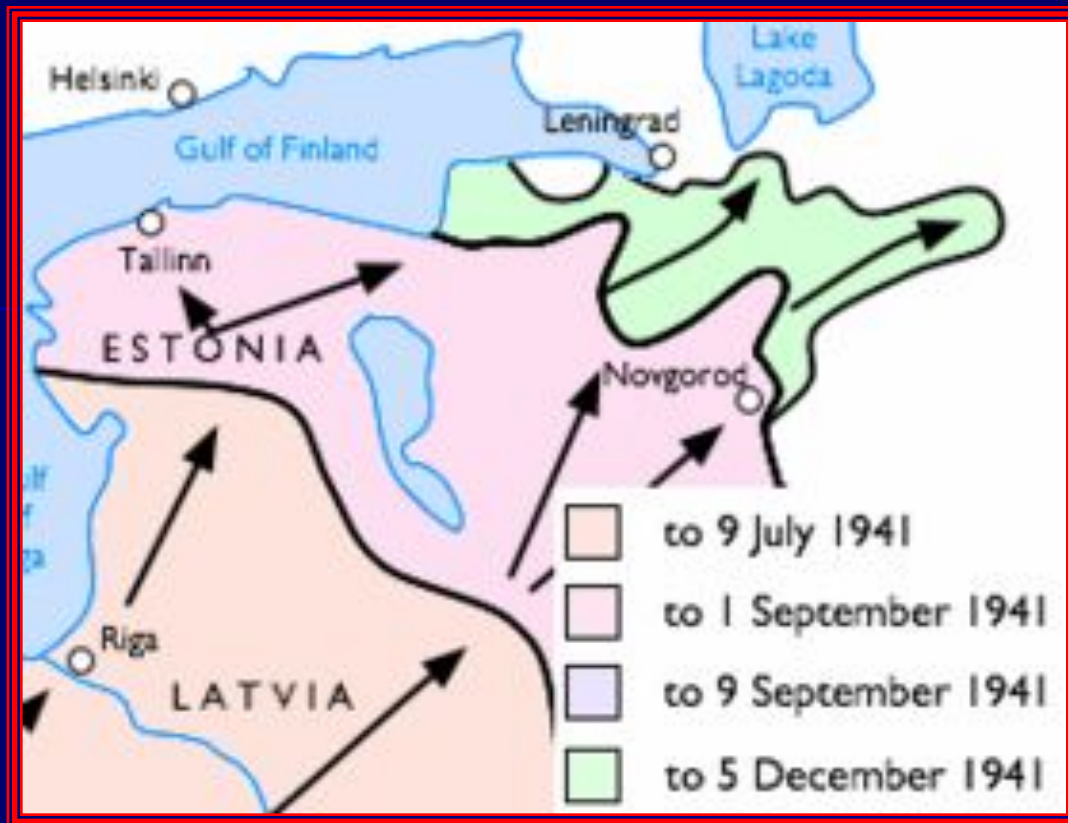 Lake
Lagoda
Helsinki
Leningrad
Gulf of Finland
Tallinn
ESTONIA
Novgorod
Riga
LATVIA
to 9 July 1941
to 1 September 1941
to 9 September 1941
to 5 December 1941